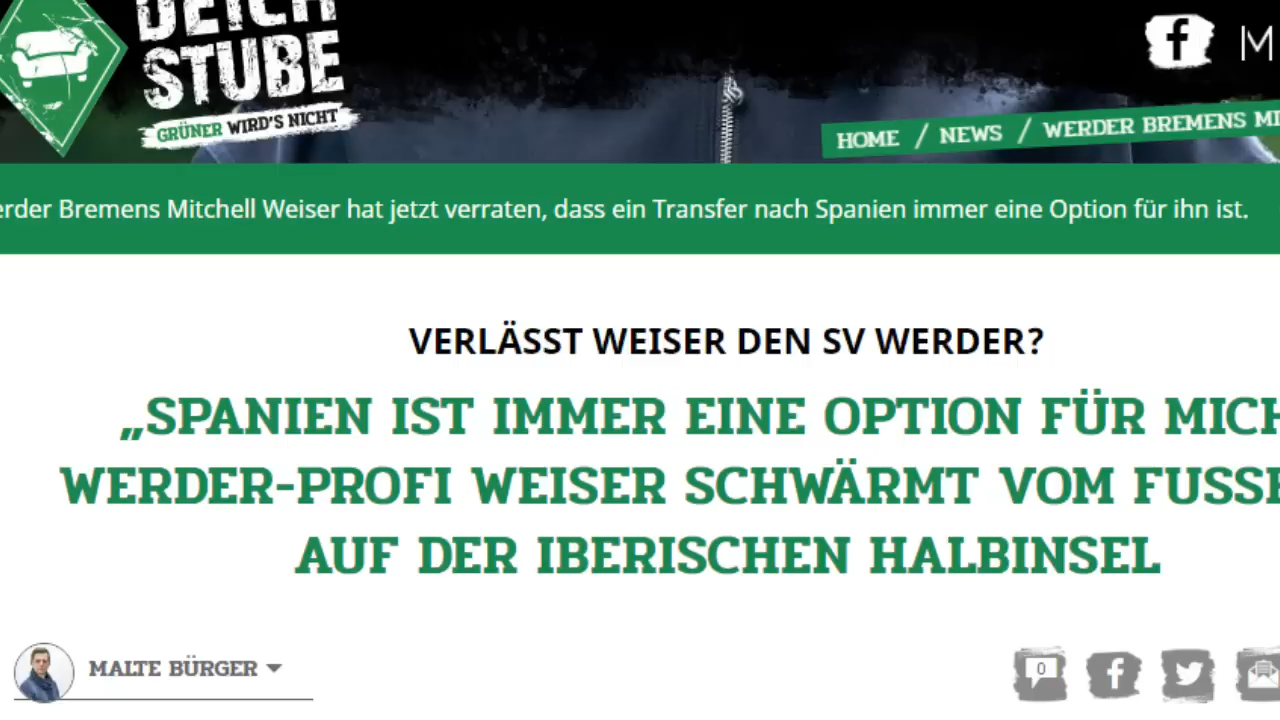 DEICH
STUBE
GRÜNER WIRD'S NICHT
HOME / NEWS / WERDER BREMENS
Bremens Mitchell Weiser hat jetzt verraten, dass ein Transfer nach Spanien immer eine Option für ihn ist.
VERLÄSST WEISER DEN SV WERDER?
„SPANIEN IST IMMER EINE OPTION FÜR MICH
WERDER-PROFI WEISER SCHWÄRMT VOM
AUF DER IBERISCHEN HALBINSEL
MALTE BÜRGER
0